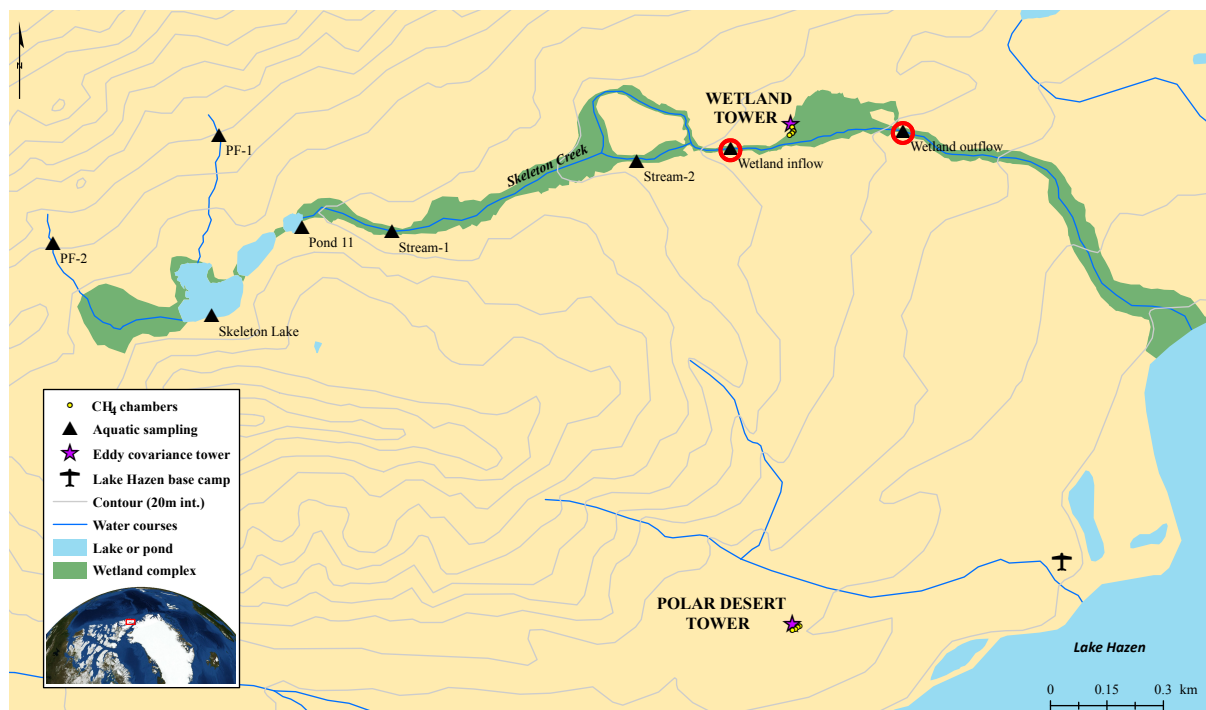 N
WETLAND
TOWER
PF-1
Wetland outflow
Wetland inflow
Skeleton Creek
Stream-2
Pond 11
Stream-1
PF-2
Skeleton Lake
CH4 chambers
Aquatic sampling
Eddy covariance tower
Lake Hazen base camp
Contour (20m int.)
Water courses
Lake or pond
Wetland complex
POLAR DESERT
TOWER
Lake Hazen
0 0.15 0.3 km